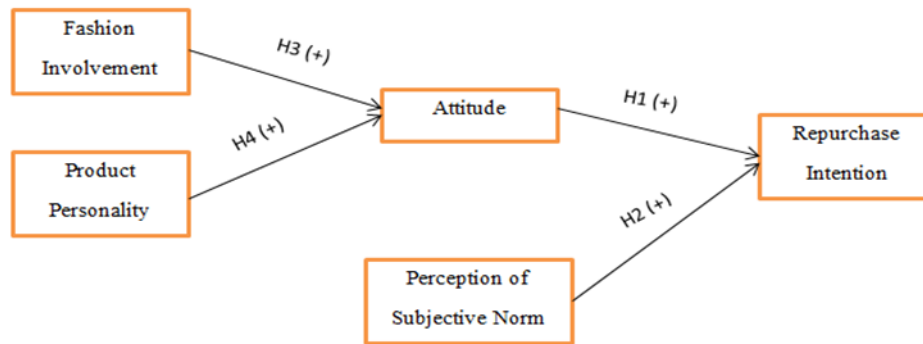 Fashion
Involvement
H3 (+)
Attitude
H1 (+)
Repurchase
Intention
H4 (+)
Product
Personality
H2 (+)
Perception of
Subjective Norm